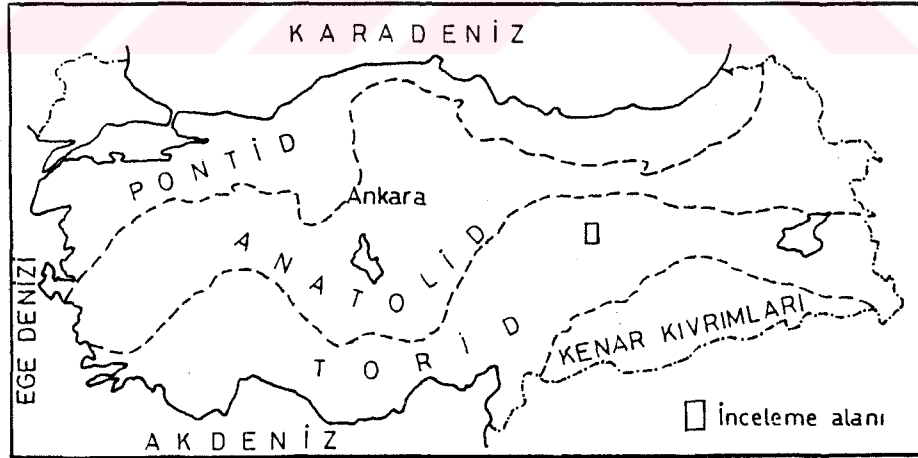 KARADENİZ
PONTİD
Ankara
ANATOLİD
EGE DENİZİ
TORİD
KENAR KIVRIMLARI
İnceleme alanı
AKDENİZ